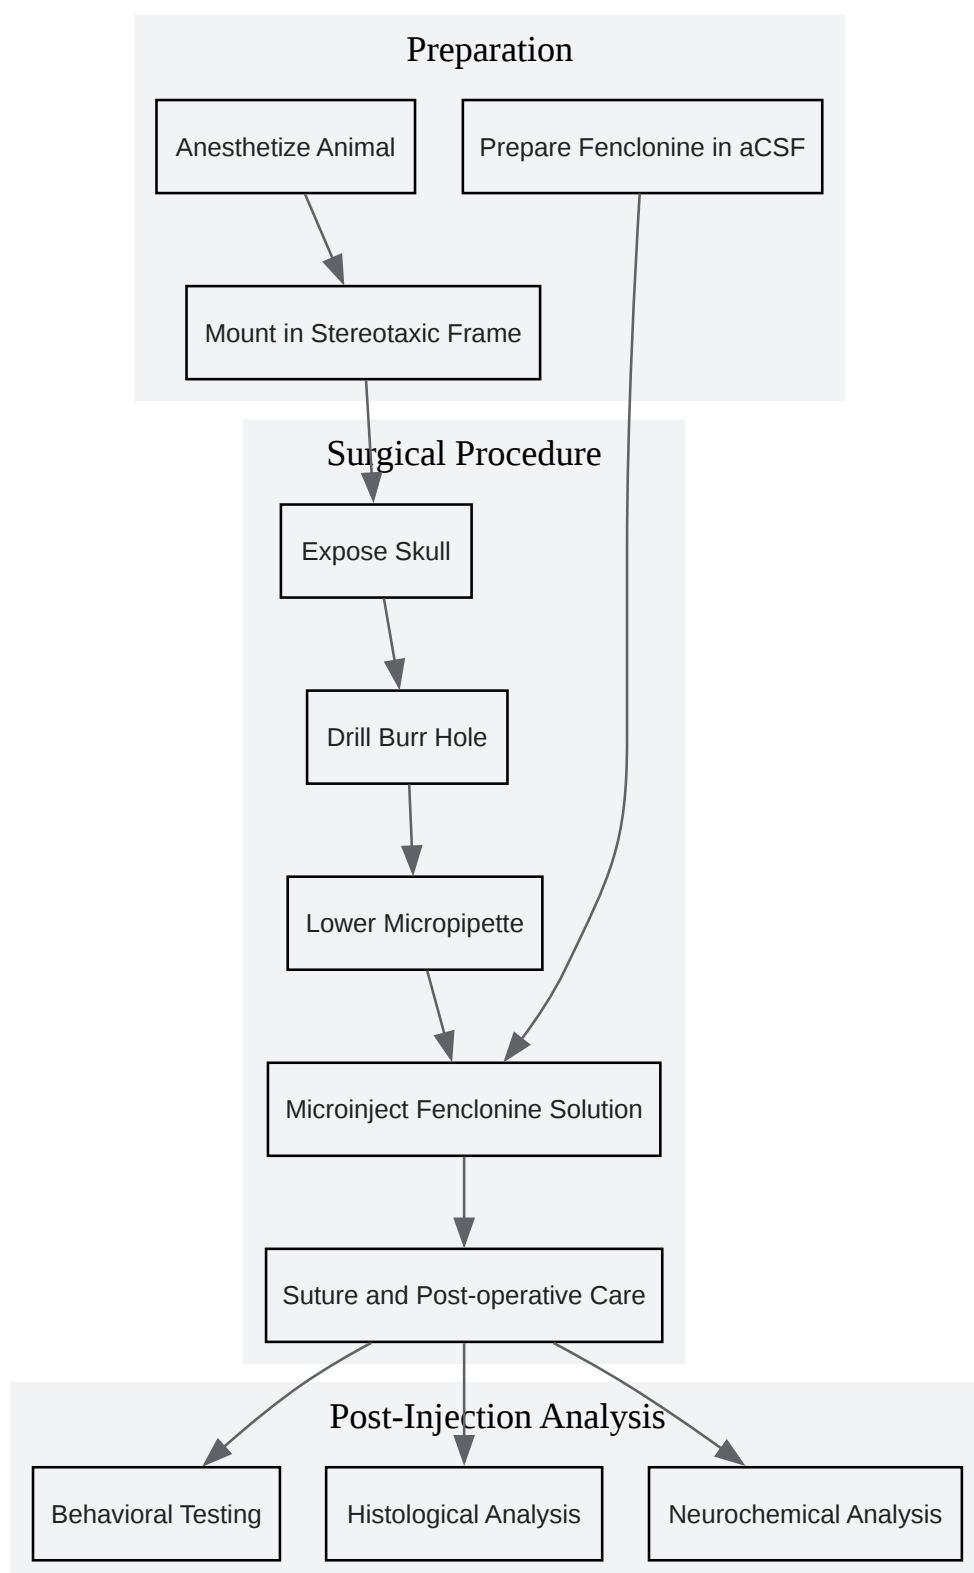 Preparation
Anesthetize Animal
Prepare Fenclonine in aCSF
Mount in Stereotaxic Frame
Surgical Procedure
Expose Skull
Drill Burr Hole
Lower Micropipette
Microinject Fenclonine Solution
Suture and Post-operative Care
Post-Injection Analysis
Behavioral Testing
Histological Analysis
Neurochemical Analysis